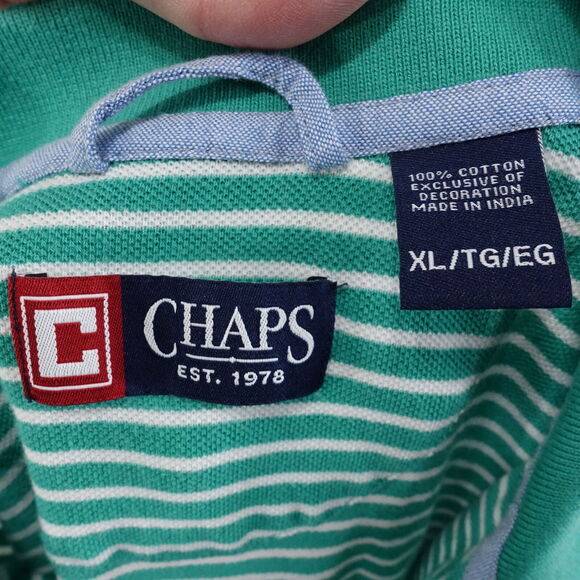 100% COTTON
EXCLUSIVE OF
DECORATION
MADE IN INDIA
XL/TG/EG
C
CHAPS
EST. 1978